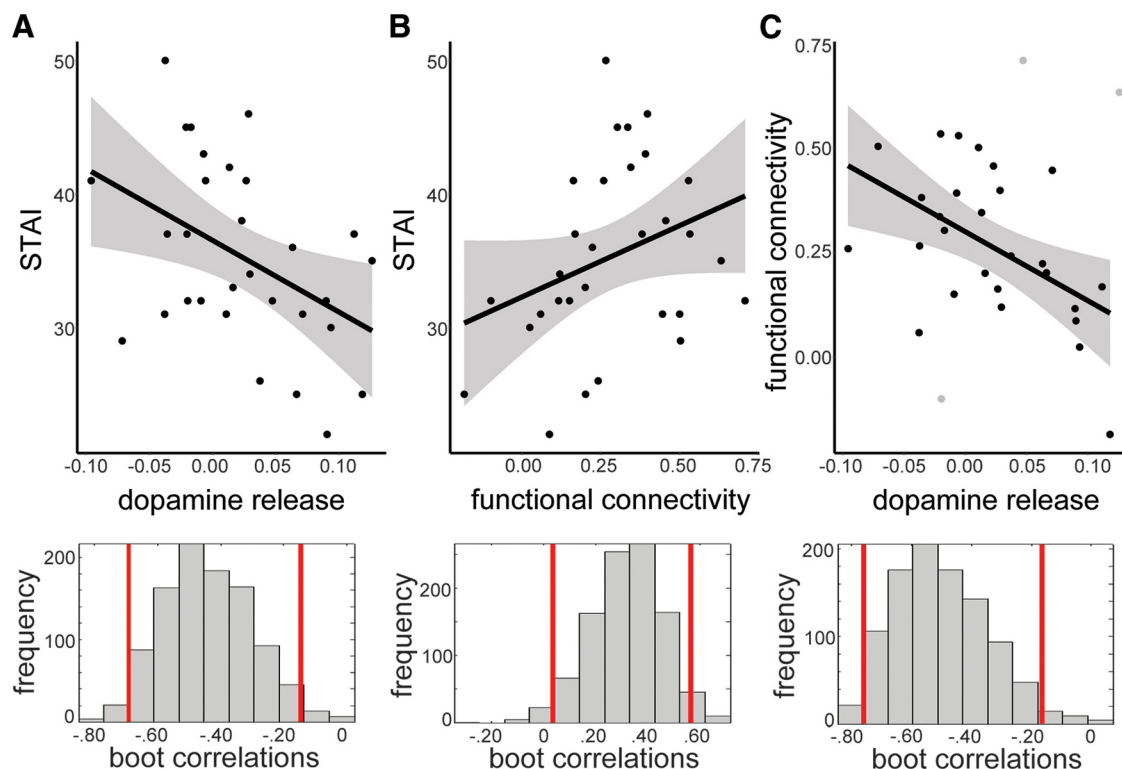 A
B
C
50
40
30
STAI
-0.10 -0.05 0.00 0.05 0.10
dopamine release
50
40
30
STAI
0.00 0.25 0.50 0.75
functional connectivity
0.75
0.50
0.25
0.00
functional connectivity
-0.10 -0.05 0.00 0.05 0.10
dopamine release
200
100
0
frequency
-.80 -.60 -.40 -.20 0
boot correlations
200
100
0
frequency
-.20 0 .20 .40 .60
boot correlations
200
100
0
frequency
-.80 -.60 -.40 -.20 0
boot correlations